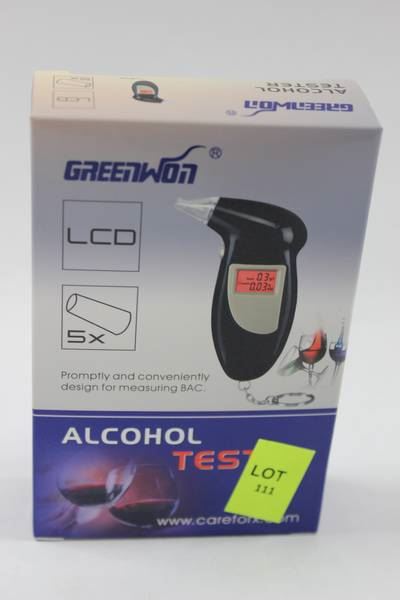 ALCOHOL
TESTER
GREENWON
GREENWON®
LCD
0.3
0.03
5x
Promptly and conveniently
design for measuring BAC.
ALCOHOL
TEST
LOT
111
www.careforx.com